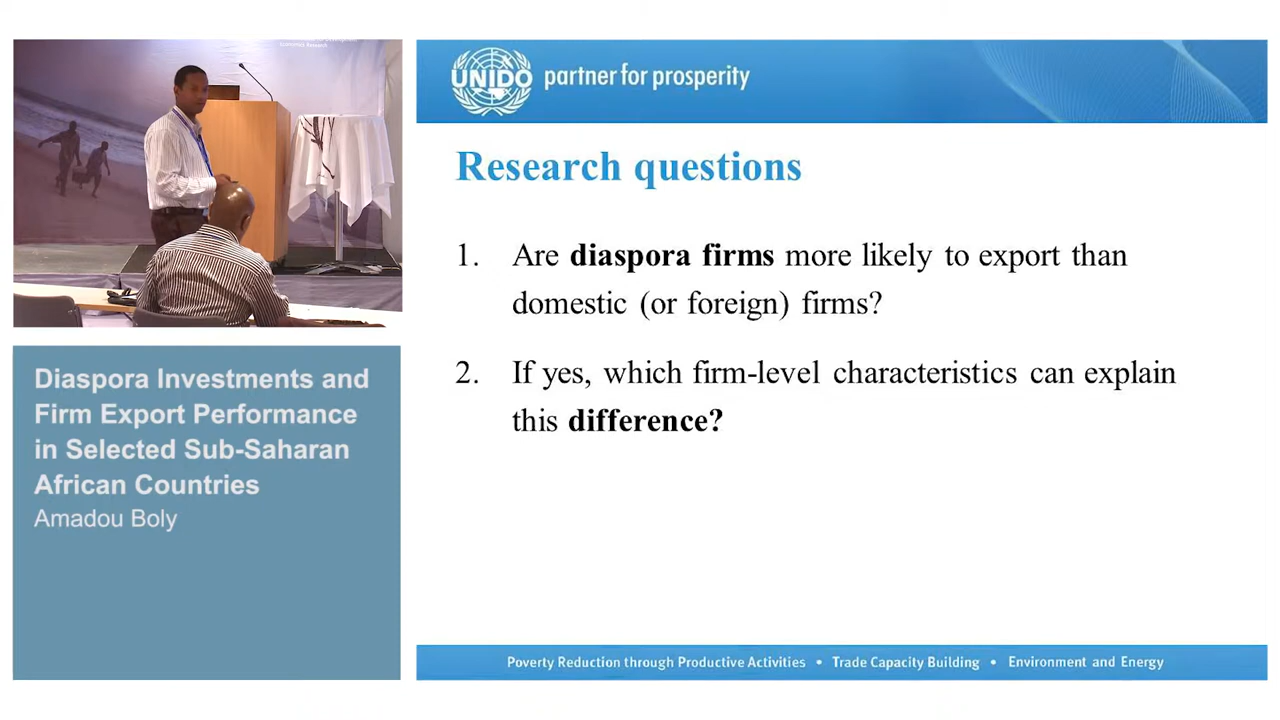 Economic Research
UNIDO partner for prosperity
Research questions
1. Are diaspora firms more likely to export than
domestic (or foreign) firms?
2. If yes, which firm-level characteristics can explain
this difference?
Diaspora Investments and
Firm Export Performance
in Selected Sub-Saharan
African Countries
Amadou Boly
Poverty Reduction through Productive Activities • Trade Capacity Building • Environment and Energy